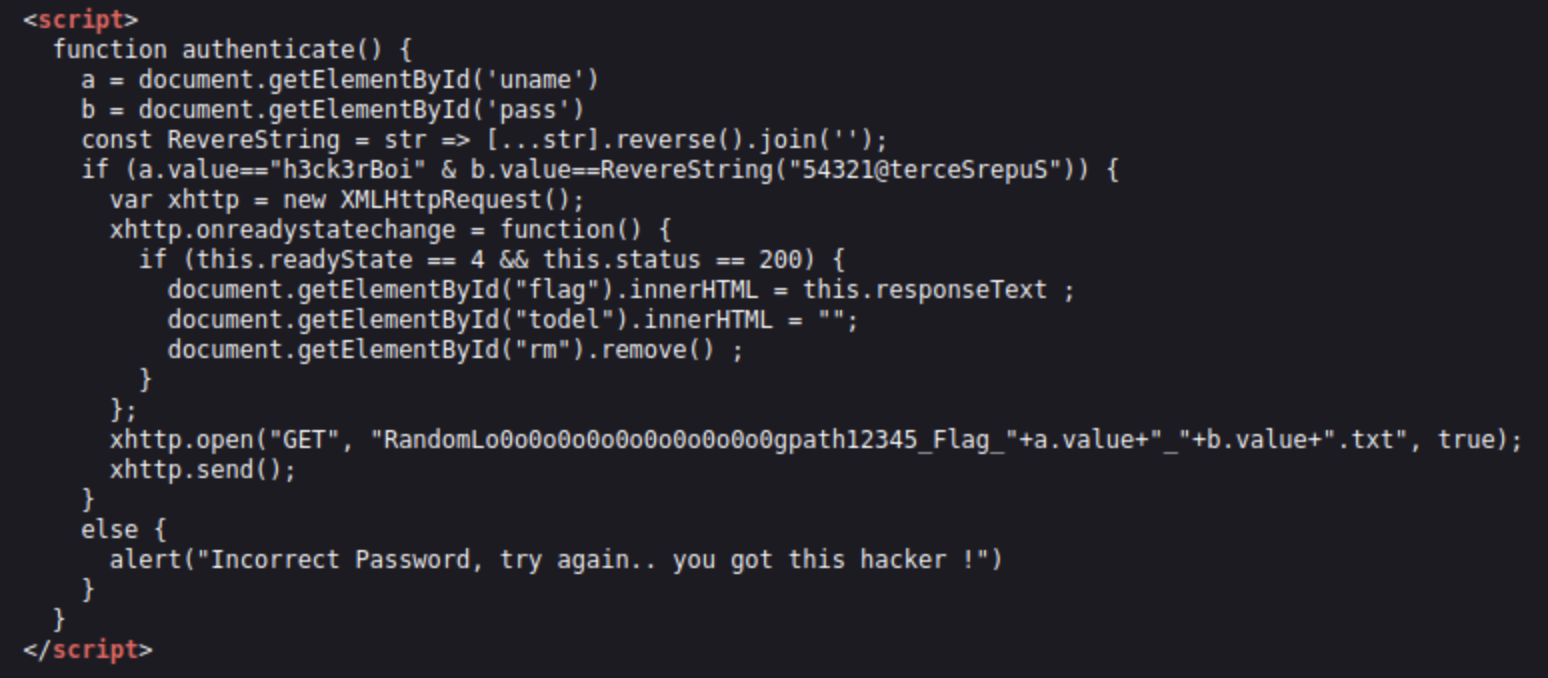 <script>
function authenticate() {
a = document.getElementById('uname')
b = document.getElementById('pass')
const RevereString = str => [...str].reverse().join('');
if (a.value=="h3ck3rBoi" & b.value==RevereString("54321@terceSrepuS")) {
var xhttp = new XMLHttpRequest();
xhttp.onreadystatechange = function() {
if (this.readyState == 4 && this.status == 200) {
document.getElementById("flag").innerHTML = this.responseText ;
document.getElementById("todel").innerHTML = "";
document.getElementById("rm").remove() ;
}
};
xhttp.open("GET", "RandomLo0o0o0o0o0o0o0o0o0o0gpath12345_Flag_"+a.value+"_"+b.value+".txt", true);
xhttp.send();
}
else {
alert("Incorrect Password, try again.. you got this hacker !")
}
}
</script>